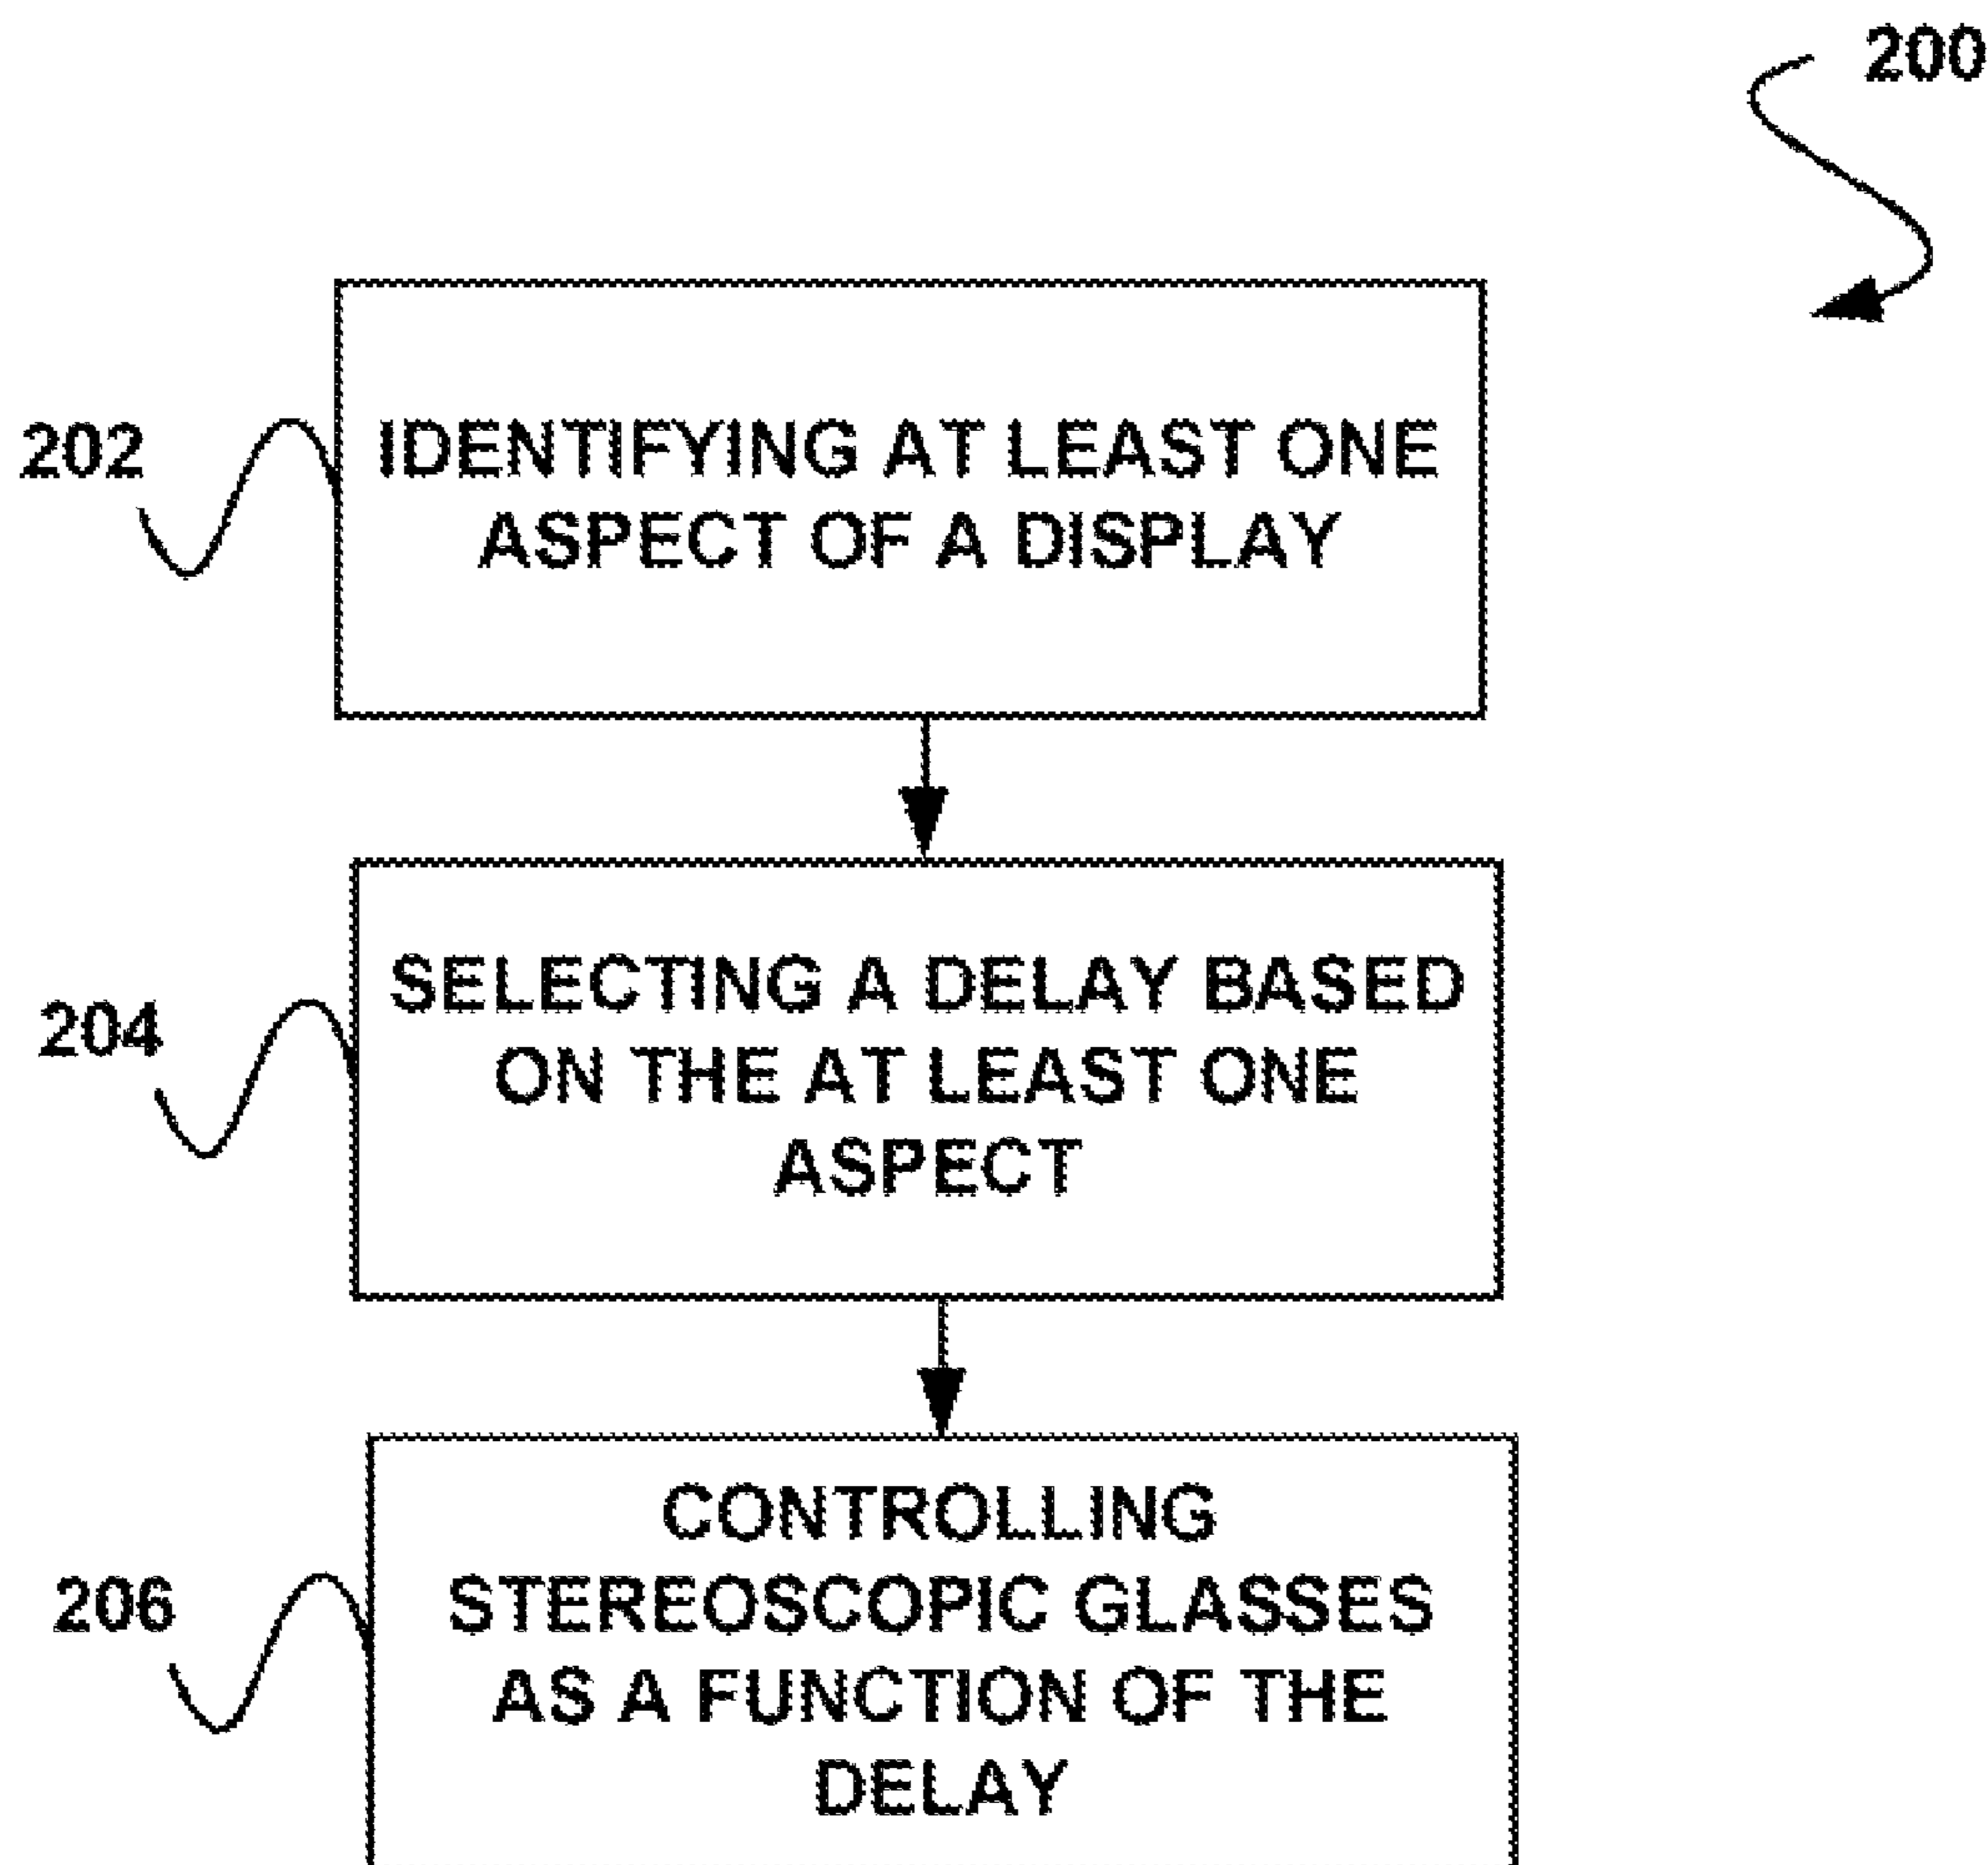 200
202
IDENTIFYING AT LEAST ONE
ASPECT OF A DISPLAY
204
SELECTING A DELAY BASED
ON THE AT LEAST ONE
ASPECT
206
CONTROLLING
STEREOSCOPIC GLASSES
AS A FUNCTION OF THE
DELAY